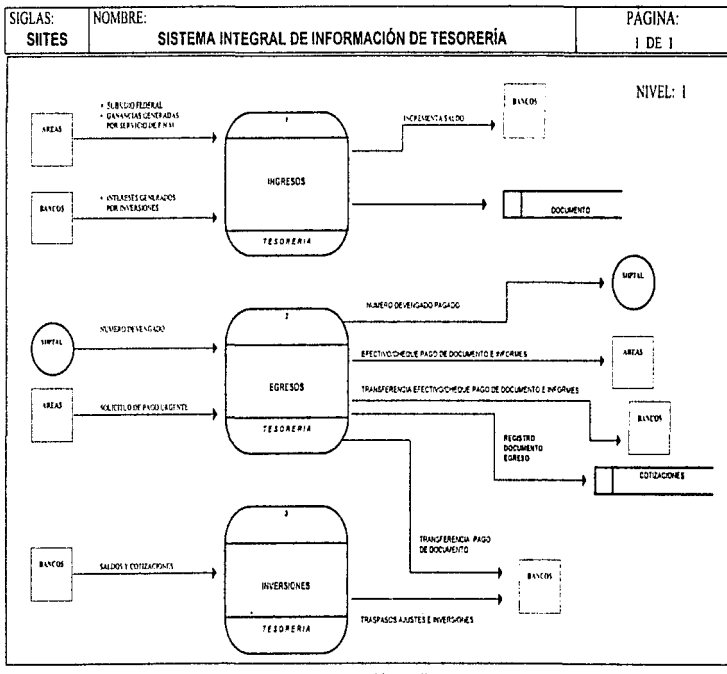 SIGLAS:
SIITES
NOMBRE:
SISTEMA INTEGRAL DE INFORMACIÓN DE TESORERÍA
PAGINA:
1 DE 1
NIVEL: 1
AREAS
• SUBSIDIO FEDERAL
• GANANCIAS GENERADAS
POR SERVICIO DE
1
INGRESOS
TESORERIA
INCREMENTA SALDO
BANCOS
BANCOS
• INTERESES GENERADOS
POR INVERSIONES
DOCUMENTO
NUMERO DEVENGADO
2
EGRESOS
TESORERIA
NUMERO DEVENGADO PAGADO
AREAS
SOLICITUD DE PAGO URGENTE
EFECTIVO/CHEQUE PAGO DE DOCUMENTO E INFORMES
AREAS
TRANSFERENCIA EFECTIVO/CHEQUE PAGO DE DOCUMENTO E INFORMES
BANCOS
REGISTRO
DOCUMENTO
EGRESO
COTIZACIONES
TRANSFERENCIA PAGO
DE DOCUMENTO
BANCOS
SALDOS Y COTIZACIONES
3
INVERSIONES
TESORERIA
BANCOS
TRASPASOS AJUSTES E INVERSIONES